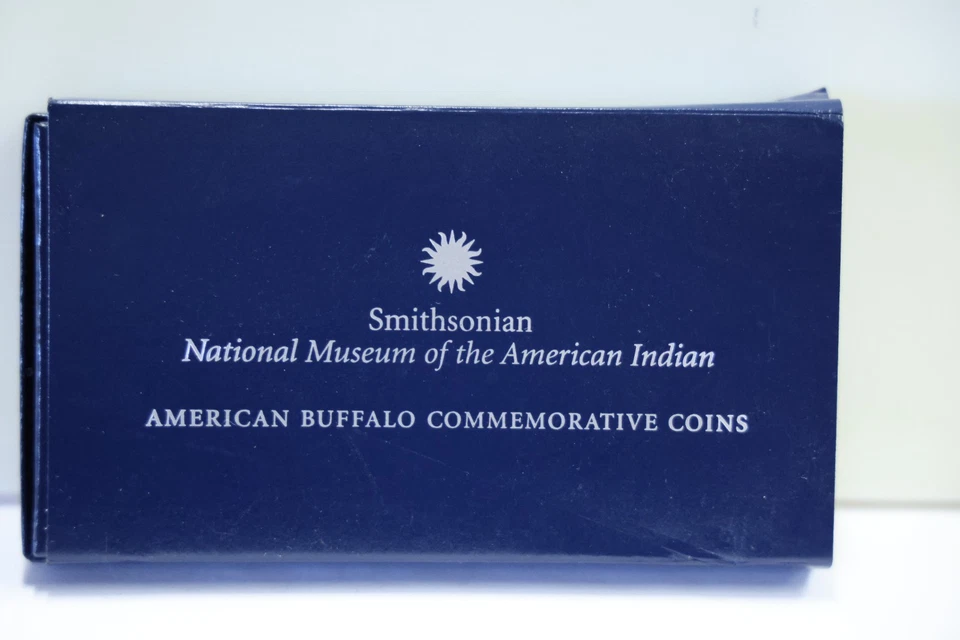 Smithsonian
National Museum of the American Indian
AMERICAN BUFFALO COMMEMORATIVE COINS